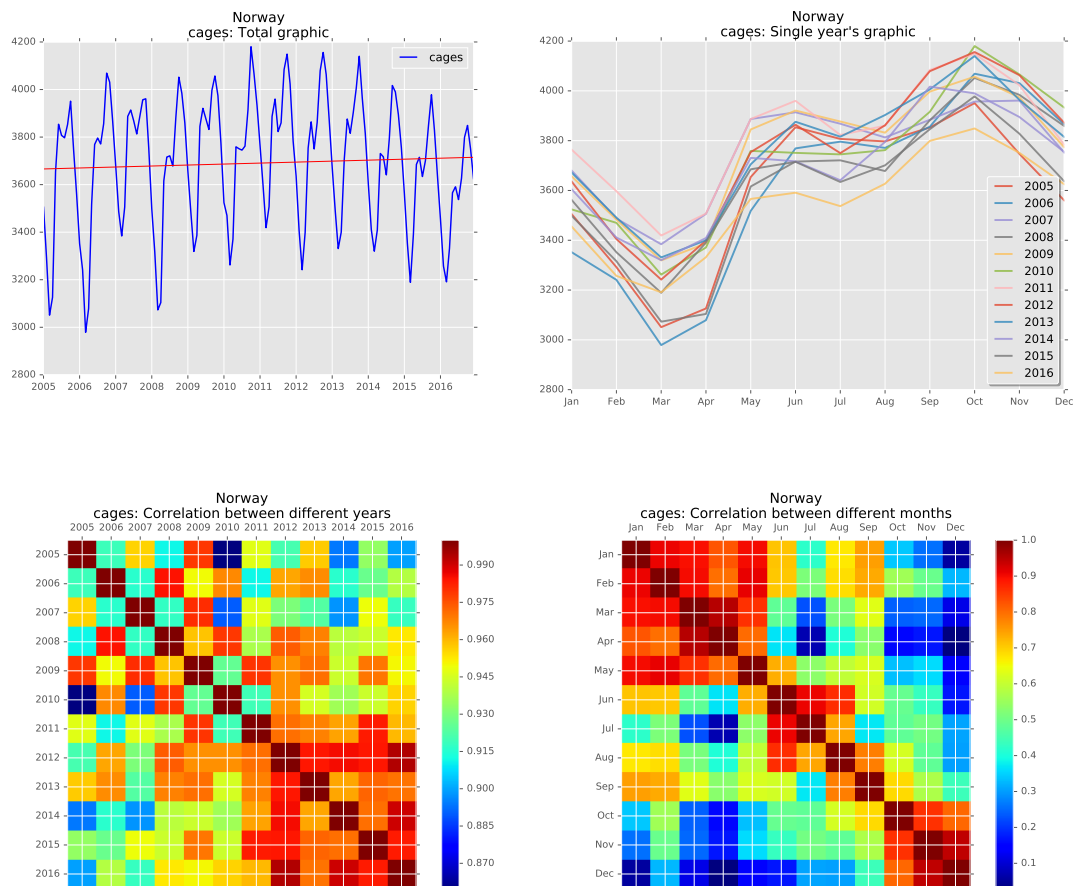 Norway
cages: Total graphic
4200
4000
3800
3600
3400
3200
3000
2800
cages
2005 2006 2007 2008 2009 2010 2011 2012 2013 2014 2015 2016
Norway
cages: Single year's graphic
4200
4000
3800
3600
3400
3200
3000
2800
2005
2006
2007
2008
2009
2010
2011
2012
2013
2014
2015
2016
Jan Feb Mar Apr May Jun Jul Aug Sep Oct Nov Dec
Norway
cages: Correlation between different years
2005 2006 2007 2008 2009 2010 2011 2012 2013 2014 2015 2016
2005
2006
2007
2008
2009
2010
2011
2012
2013
2014
2015
2016
0.990
0.975
0.960
0.945
0.930
0.915
0.900
0.885
0.870
Norway
cages: Correlation between different months
Jan Feb Mar Apr May Jun Jul Aug Sep Oct Nov Dec
Jan
Feb
Mar
Apr
May
Jun
Jul
Aug
Sep
Oct
Nov
Dec
1.0
0.9
0.8
0.7
0.6
0.5
0.4
0.3
0.2
0.1